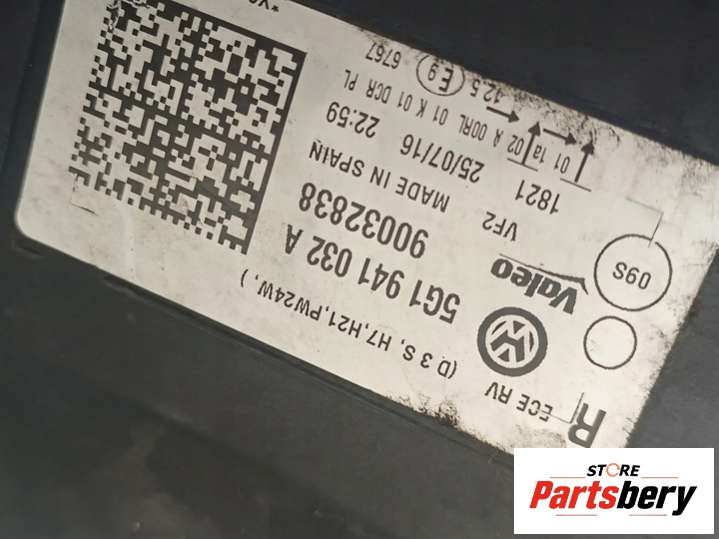 R ECE RV
(D3S, H7,H21,PW24W, )
5G1 941 032 A
90032838
Valeo
MADE IN SPAIN
VF2
25/07/16 22:59
1821
09S
01 1a 02 A 00RL 01 K 01 DCR PL
12.5
E9
6767
STORE
Partsbery